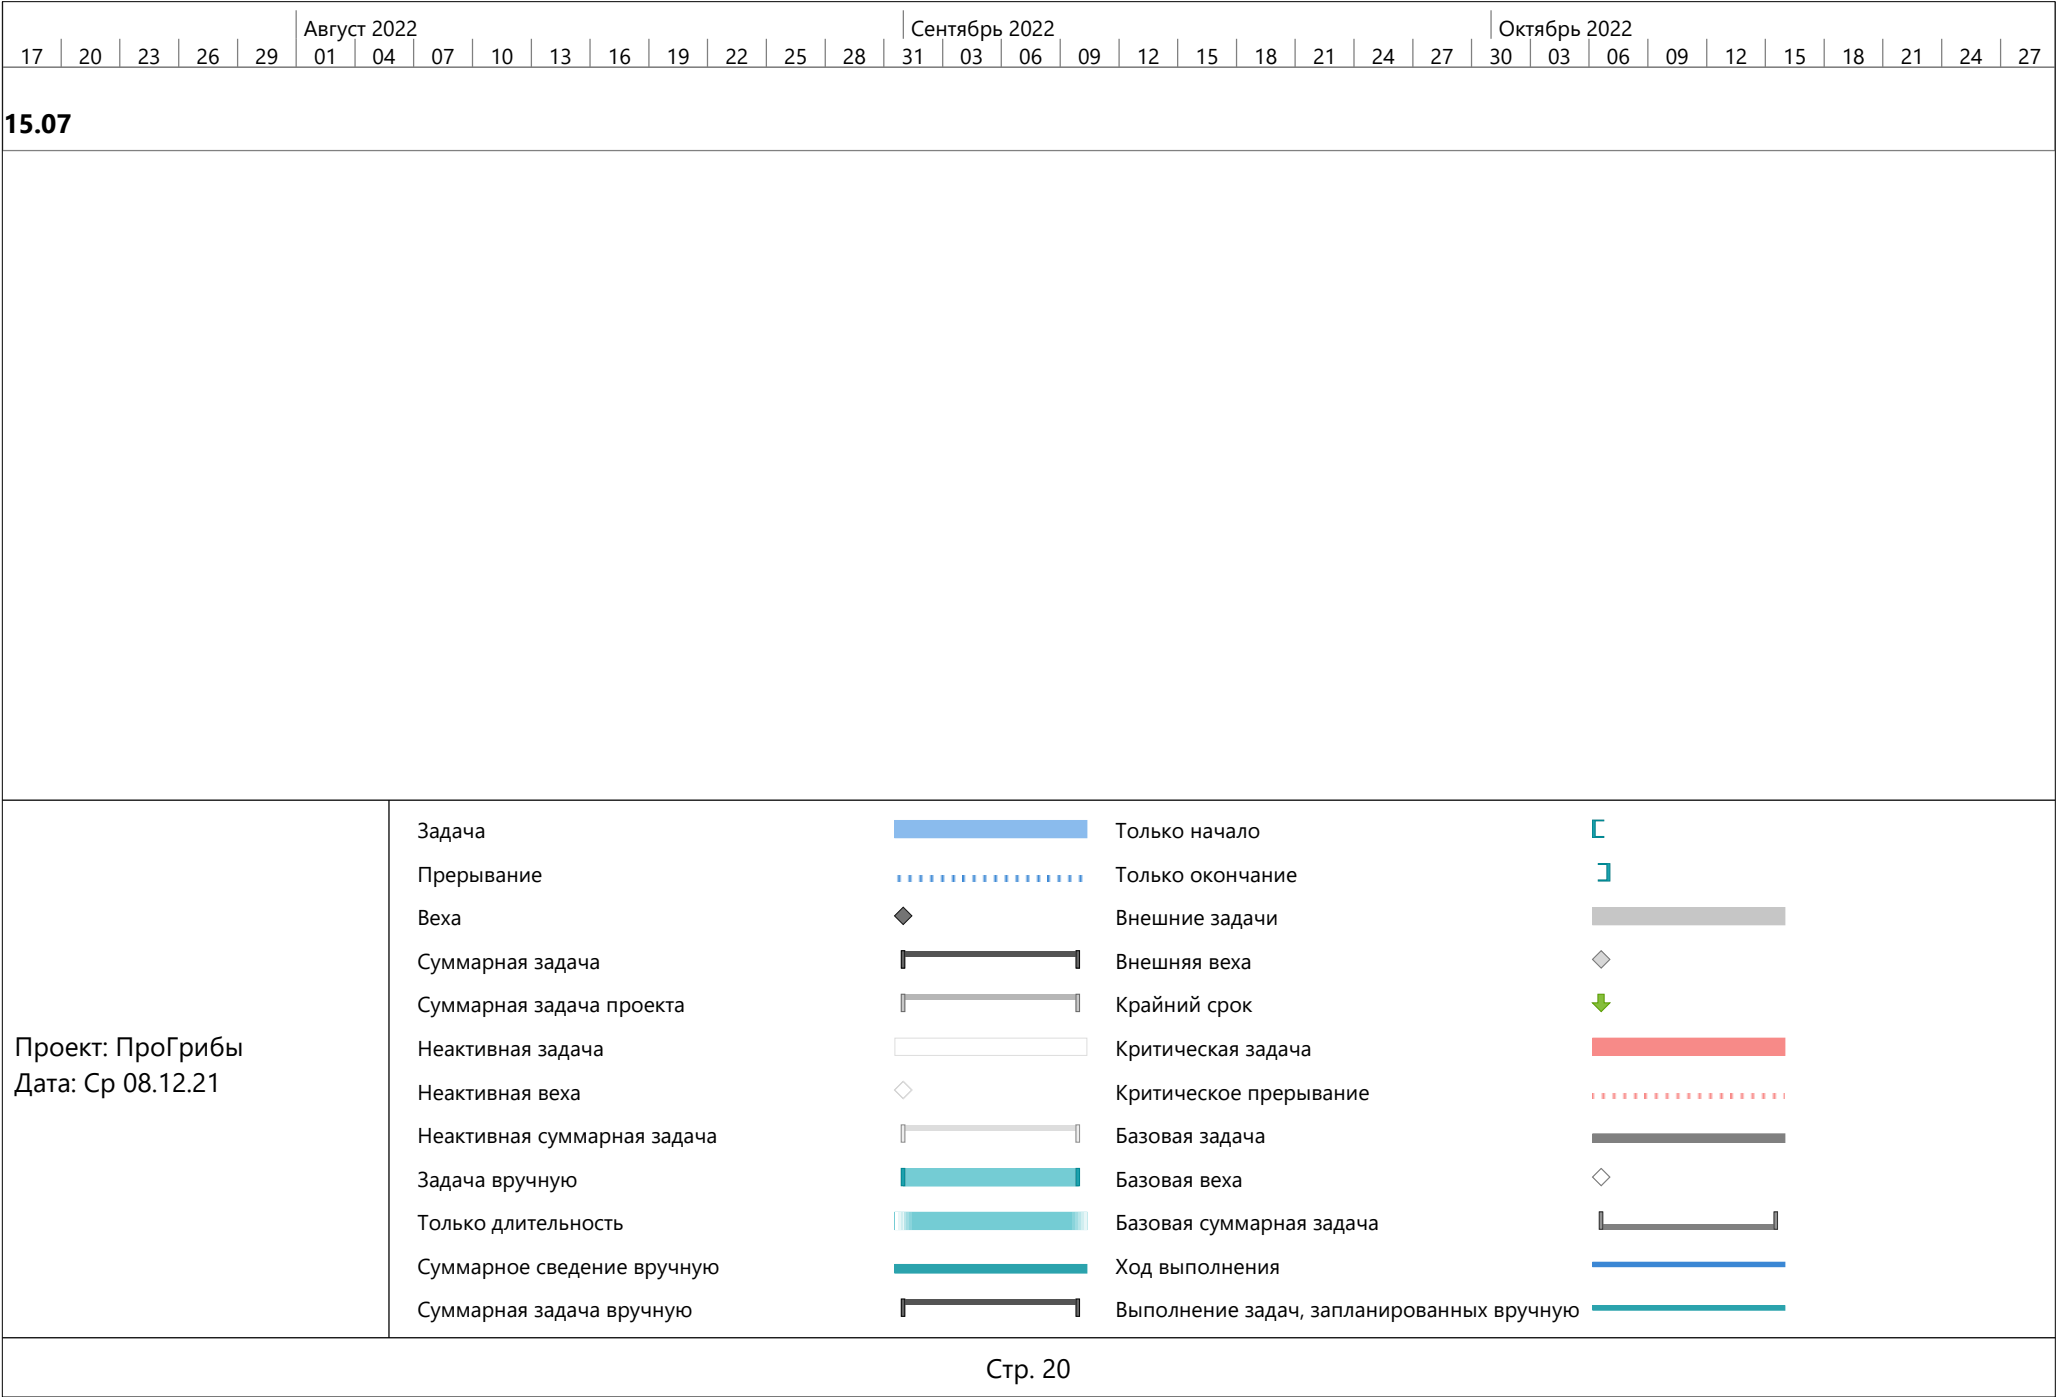 Август 2022 Сентябрь 2022 Октябрь 2022
17 20 23 26 29 01 04 07 10 13 16 19 22 25 28 31 03 06 09 12 15 18 21 24 27 30 03 06 09 12 15 18 21 24 27
15.07
Проект: ПроГрибы
Дата: Ср 08.12.21
Задача
Прерывание
Веха
Суммарная задача
Суммарная задача проекта
Неактивная задача
Неактивная веха
Неактивная суммарная задача
Задача вручную
Только длительность
Суммарное сведение вручную
Суммарная задача вручную
Только начало
Только окончание
Внешние задачи
Внешняя веха
Крайний срок
Критическая задача
Критическое прерывание
Базовая задача
Базовая веха
Базовая суммарная задача
Ход выполнения
Выполнение задач, запланированных вручную
Стр. 20